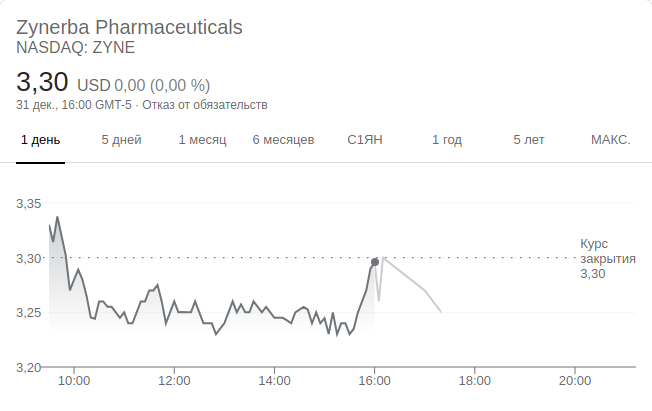 Zynerba Pharmaceuticals
NASDAQ: ZYNE
3,30 USD 0,00 (0,00 %)
31 дек., 16:00 GMT-5 · Отказ от обязательств
1 день 5 дней 1 месяц 6 месяцев С1ЯН 1 год 5 лет МАКС.
3,35
Курс
3,30 закрытия
3,30
3,25
3,20
10:00 12:00 14:00 16:00 18:00 20:00